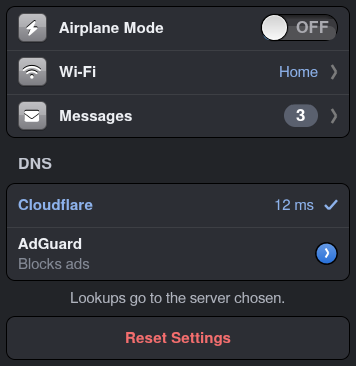 Airplane Mode OFF
Wi-Fi Home
Messages 3
DNS
Cloudflare 12 ms
AdGuard
Blocks ads
Lookups go to the server chosen.
Reset Settings